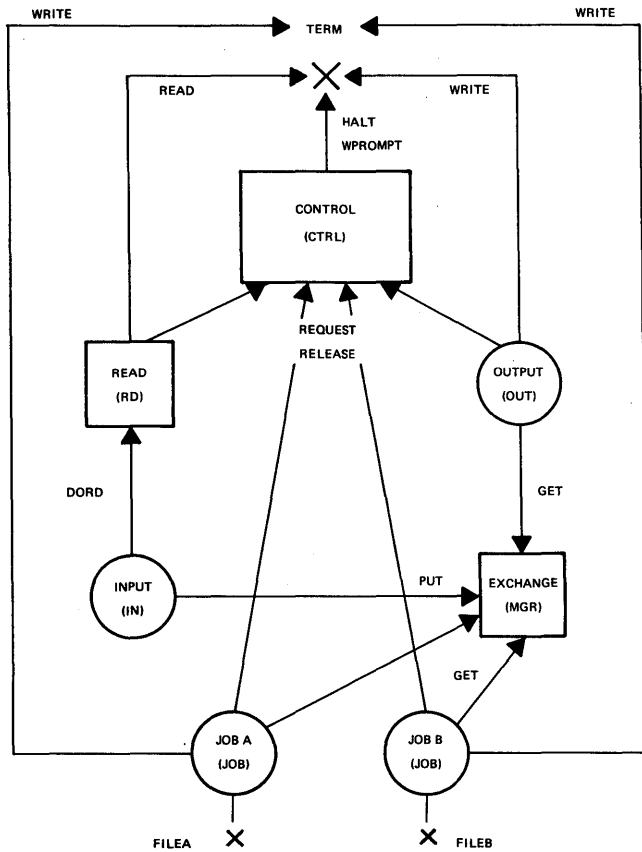 WRITE
WRITE
TERM
READ
WRITE
HALT
WPROMPT
CONTROL
(CTRL)
REQUEST
RELEASE
READ
(RD)
OUTPUT
(OUT)
DORD
GET
INPUT
(IN)
PUT
EXCHANGE
(MGR)
GET
JOB A
(JOB)
JOB B
(JOB)
FILEA
FILEB